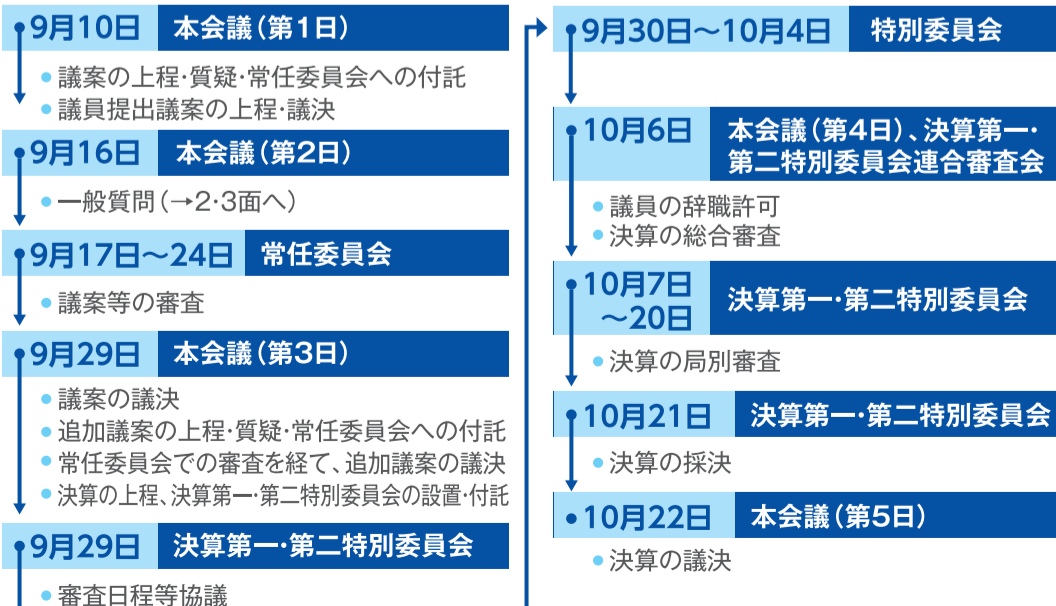 9月10日 本会議（第1日）
●議案の上程・質疑・常任委員会への付託
●議員提出議案の上程・議決
9月16日 本会議（第2日）
●一般質問（→2・3面へ）
9月17日～24日 常任委員会
●議案等の審査
9月29日 本会議（第3日）
●議案の議決
●追加議案の上程・質疑・常任委員会への付託
●常任委員会での審査を経て、追加議案の議決
●決算の上程、決算第一・第二特別委員会の設置・付託
9月29日 決算第一・第二特別委員会
●審査日程等協議
9月30日～10月4日 特別委員会
10月6日 本会議（第4日）、決算第一・
第二特別委員会連合審査会
●議員の辞職許可
●決算の総合審査
10月7日
～20日 決算第一・第二特別委員会
●決算の局別審査
10月21日 決算第一・第二特別委員会
●決算の採決
10月22日 本会議（第5日）
●決算の議決